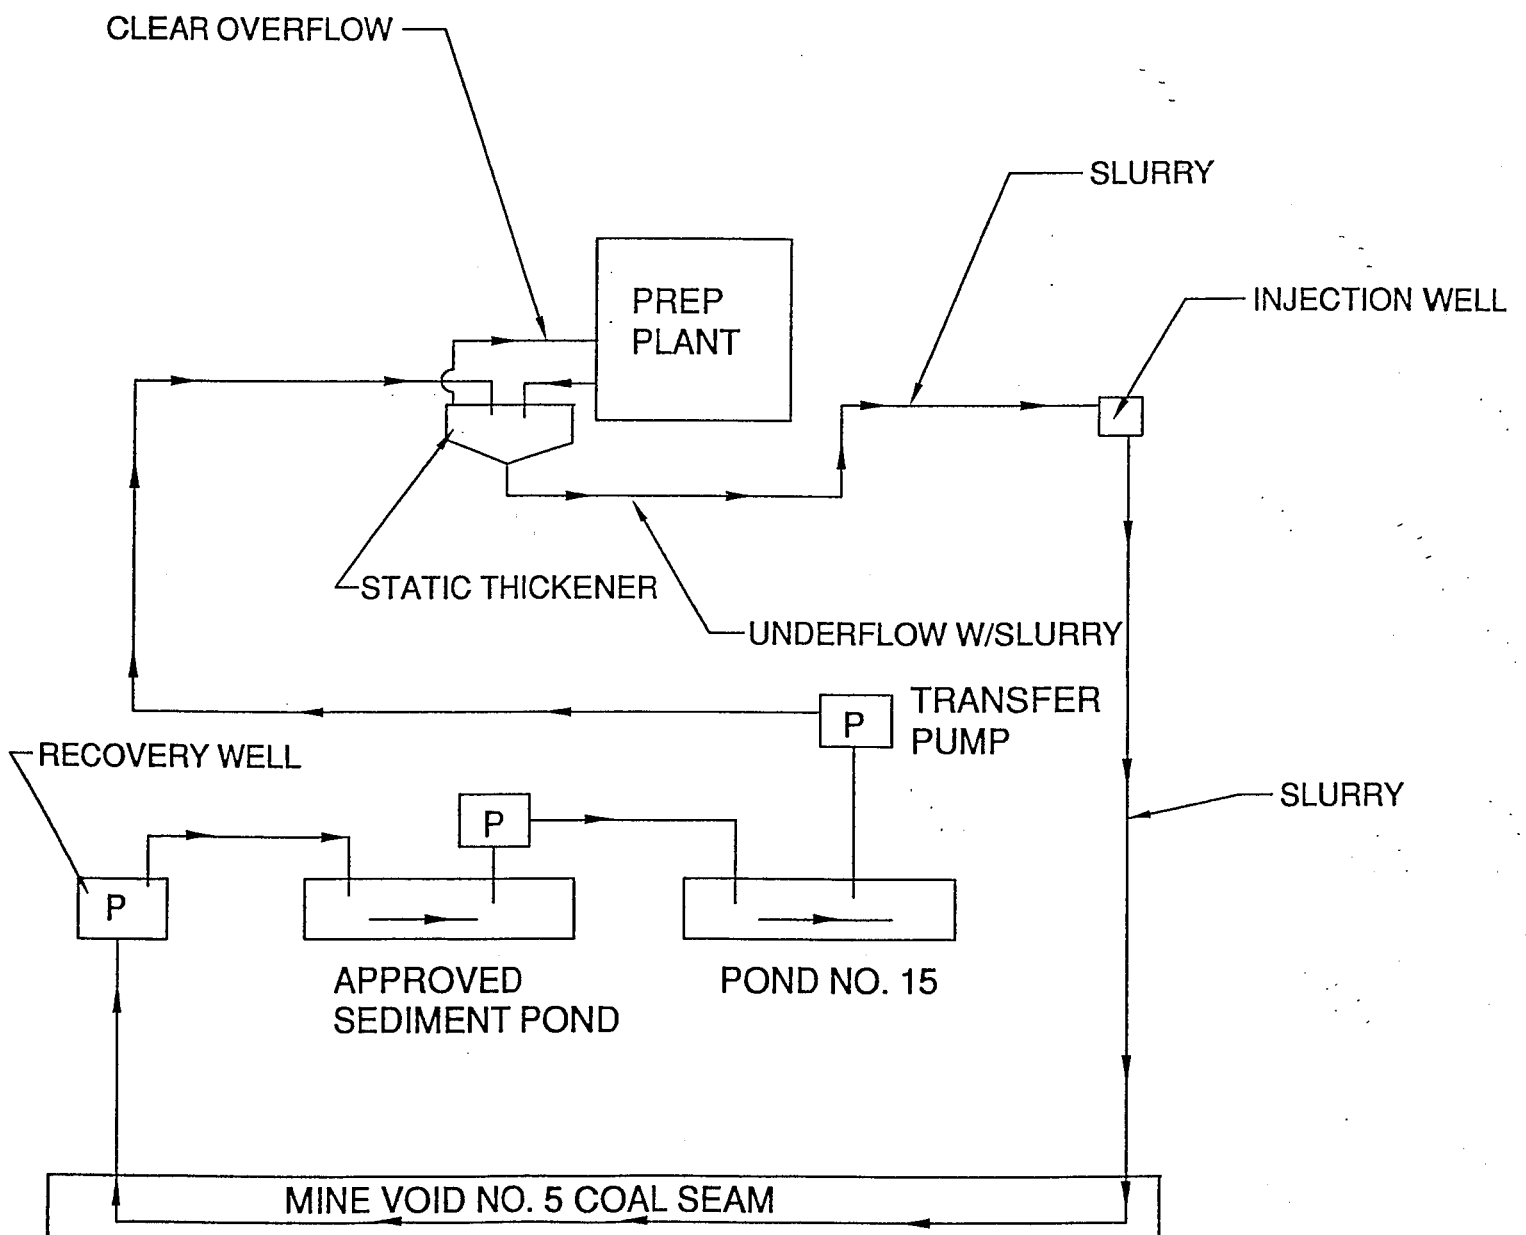 CLEAR OVERFLOW
SLURRY
PREP
PLANT
INJECTION WELL
STATIC THICKENER
UNDERFLOW W/SLURRY
TRANSFER
PUMP
P
RECOVERY WELL
SLURRY
P
P
APPROVED
SEDIMENT POND
POND NO. 15
MINE VOID NO. 5 COAL SEAM